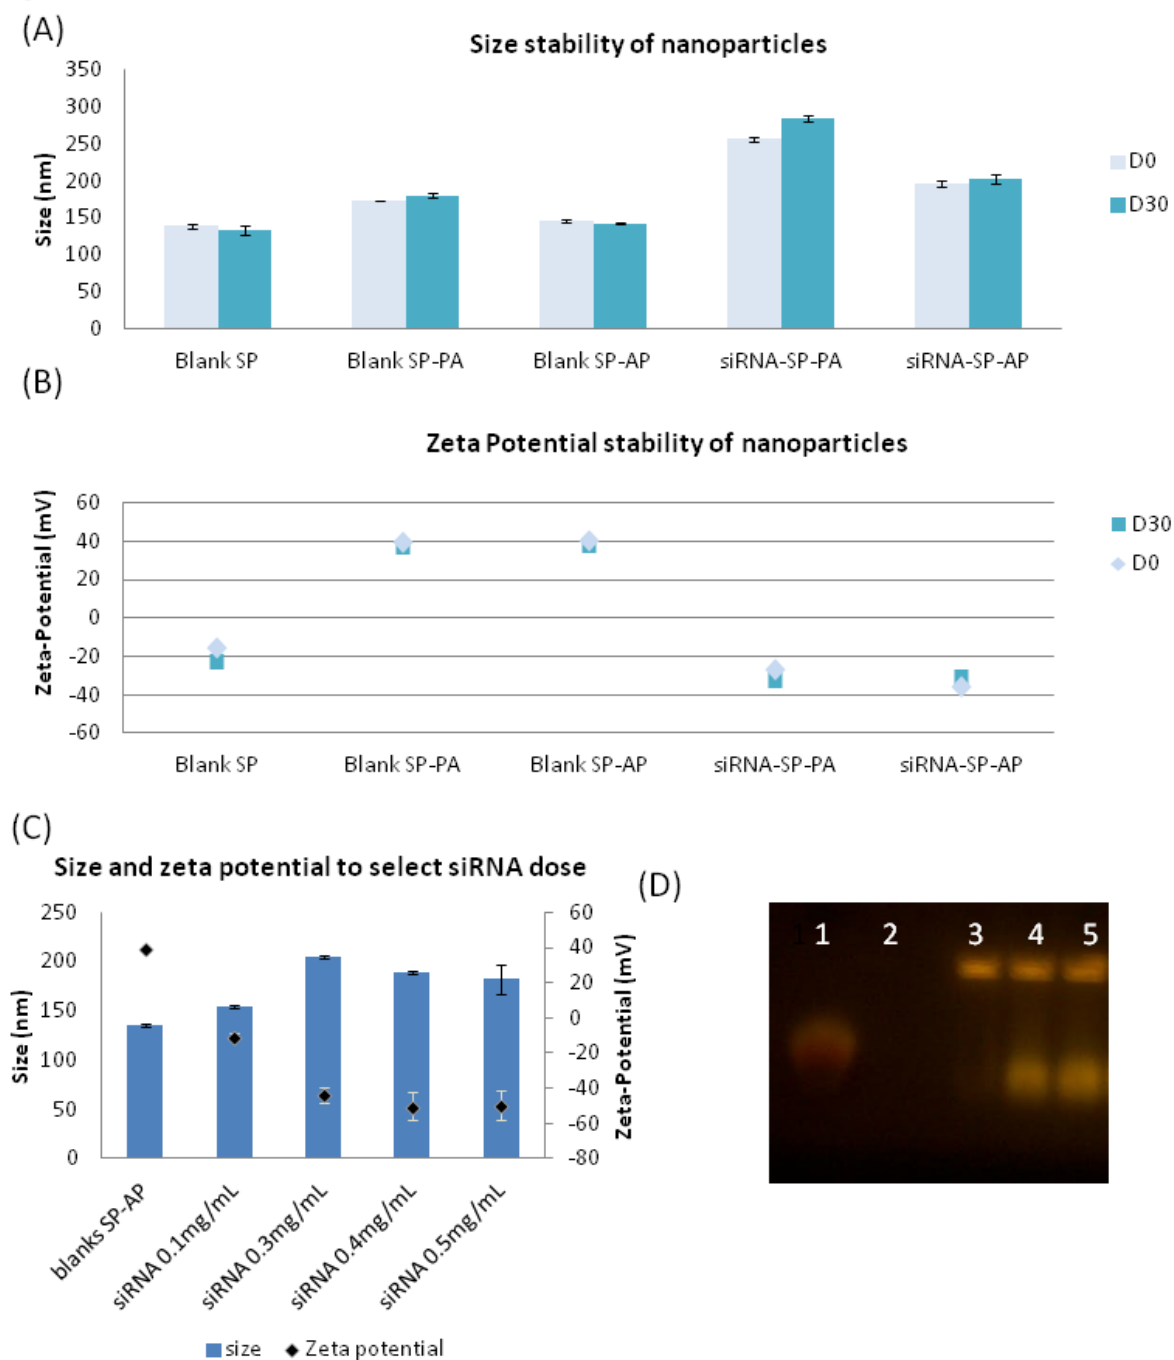 (A)
Size stability of nanoparticles
350
300
250
200
150
100
50
0
Size (nm)
D0
D30
Blank SP
Blank SP-PA
Blank SP-AP
siRNA-SP-PA
siRNA-SP-AP
(B)
Zeta Potential stability of nanoparticles
60
40
20
0
-20
-40
-60
Zeta-Potential (mV)
D30
D0
Blank SP
Blank SP-PA
Blank SP-AP
siRNA-SP-PA
siRNA-SP-AP
(C)
Size and zeta potential to select siRNA dose
250
200
150
100
50
0
Size (nm)
60
40
20
0
-20
-40
-60
-80
Zeta-Potential (mV)
blanks SP-AP
siRNA 0.1mg/mL
siRNA 0.3mg/mL
siRNA 0.4mg/mL
siRNA 0.5mg/mL
size
Zeta potential
(D)
1 1 2 3 4 5